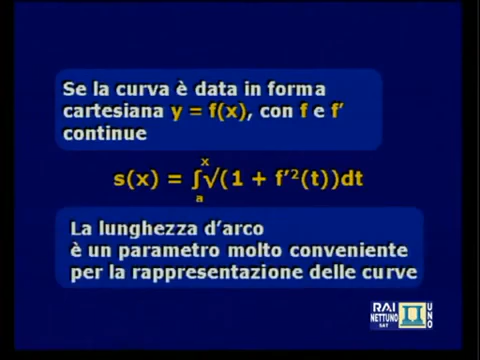 Se la curva è data in forma
cartesiana y = f(x), con f e f'
continue
x
s(x) = ∫√(1 + f'²(t))dt
a
La lunghezza d'arco
è un parametro molto conveniente
per la rappresentazione delle curve
RAI
NETTUNO
SAT
UNO